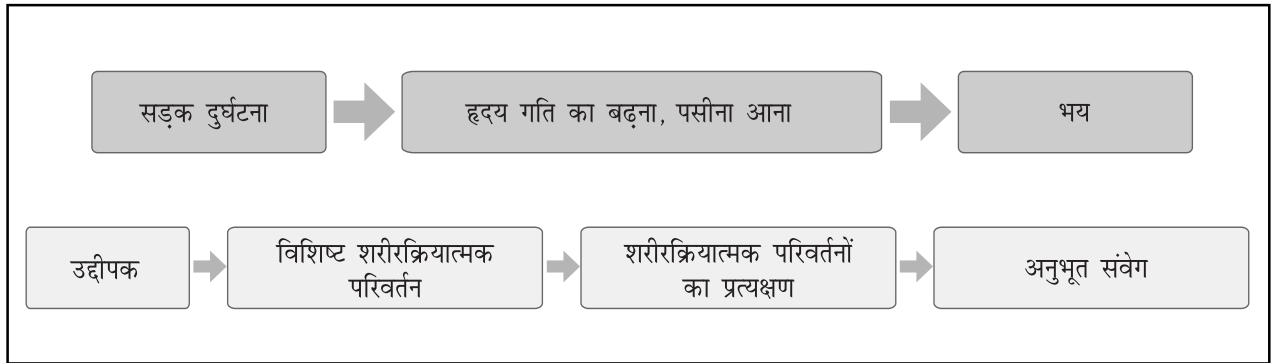 सड़क दुर्घटना
हृदय गति का बढ़ना, पसीना आना
भय
उद्दीपक
विशिष्ट शरीरक्रियात्मक
परिवर्तन
शरीरक्रियात्मक परिवर्तनों
का प्रत्यक्षण
अनुभूत संवेग